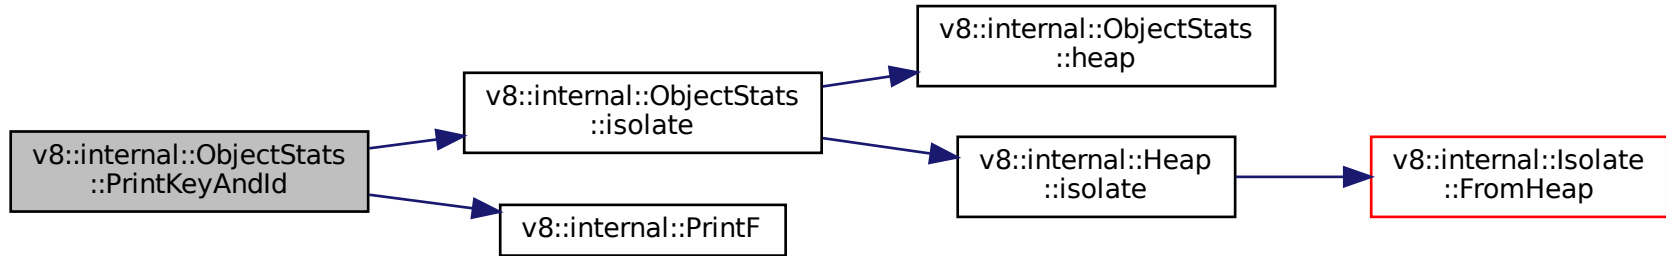 v8::internal::ObjectStats
::PrintKeyAndId
v8::internal::ObjectStats
::isolate
v8::internal::ObjectStats
::heap
v8::internal::Heap
::isolate
v8::internal::Isolate
::FromHeap
v8::internal::PrintF